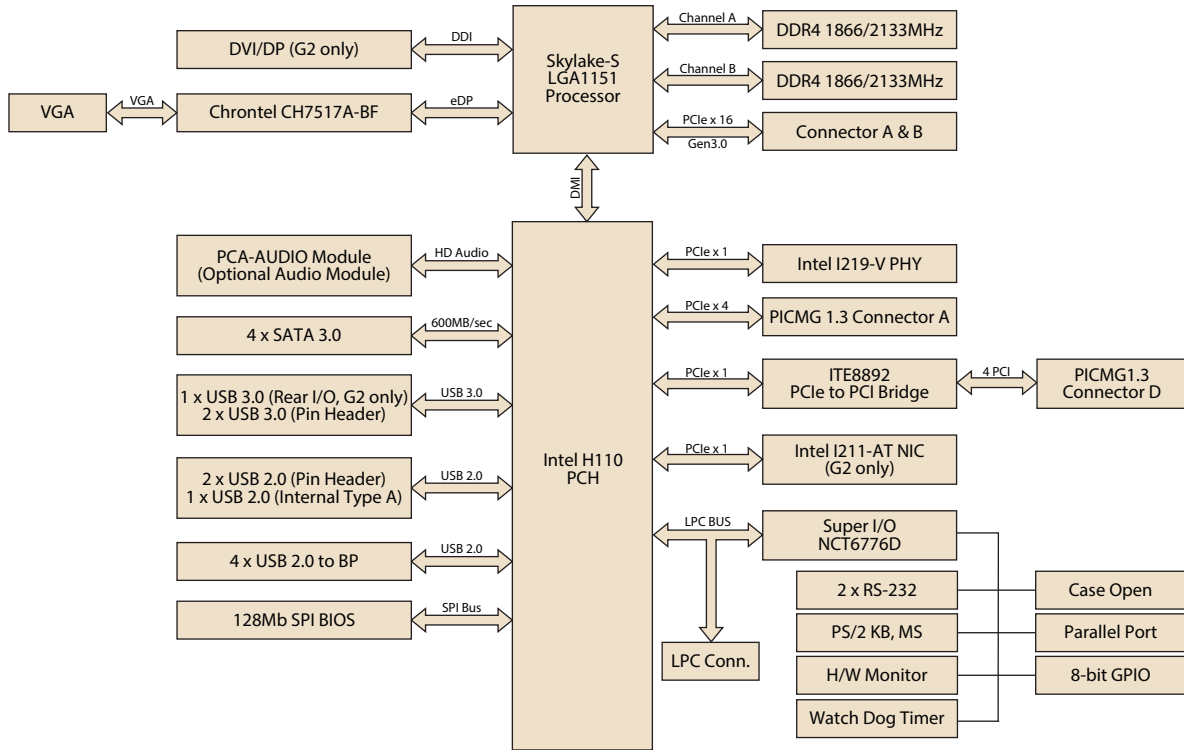 DVI/DP (G2 only)
DDI
Skylake-S
LGA1151
Processor
Channel A
DDR4 1866/2133MHz
Channel B
DDR4 1866/2133MHz
VGA
VGA
Chrontel CH7517A-BF
eDP
PCIe x 16
Gen3.0
Connector A & B
DMI
PCA-AUDIO Module
(Optional Audio Module)
HD Audio
4 x SATA 3.0
600MB/sec
1 x USB 3.0 (Rear I/O, G2 only)
2 x USB 3.0 (Pin Header)
USB 3.0
2 x USB 2.0 (Pin Header)
1 x USB 2.0 (Internal Type A)
USB 2.0
4 x USB 2.0 to BP
USB 2.0
128Mb SPI BIOS
SPI Bus
Intel H110
PCH
PCIe x 1
Intel I219-V PHY
PCIe x 4
PICMG 1.3 Connector A
PCIe x 1
ITE8892
PCIe to PCI Bridge
4 PCI
PICMG1.3
Connector D
PCIe x 1
Intel I211-AT NIC
(G2 only)
LPC BUS
Super I/O
NCT6776D
LPC Conn.
2 x RS-232
Case Open
PS/2 KB, MS
Parallel Port
H/W Monitor
8-bit GPIO
Watch Dog Timer